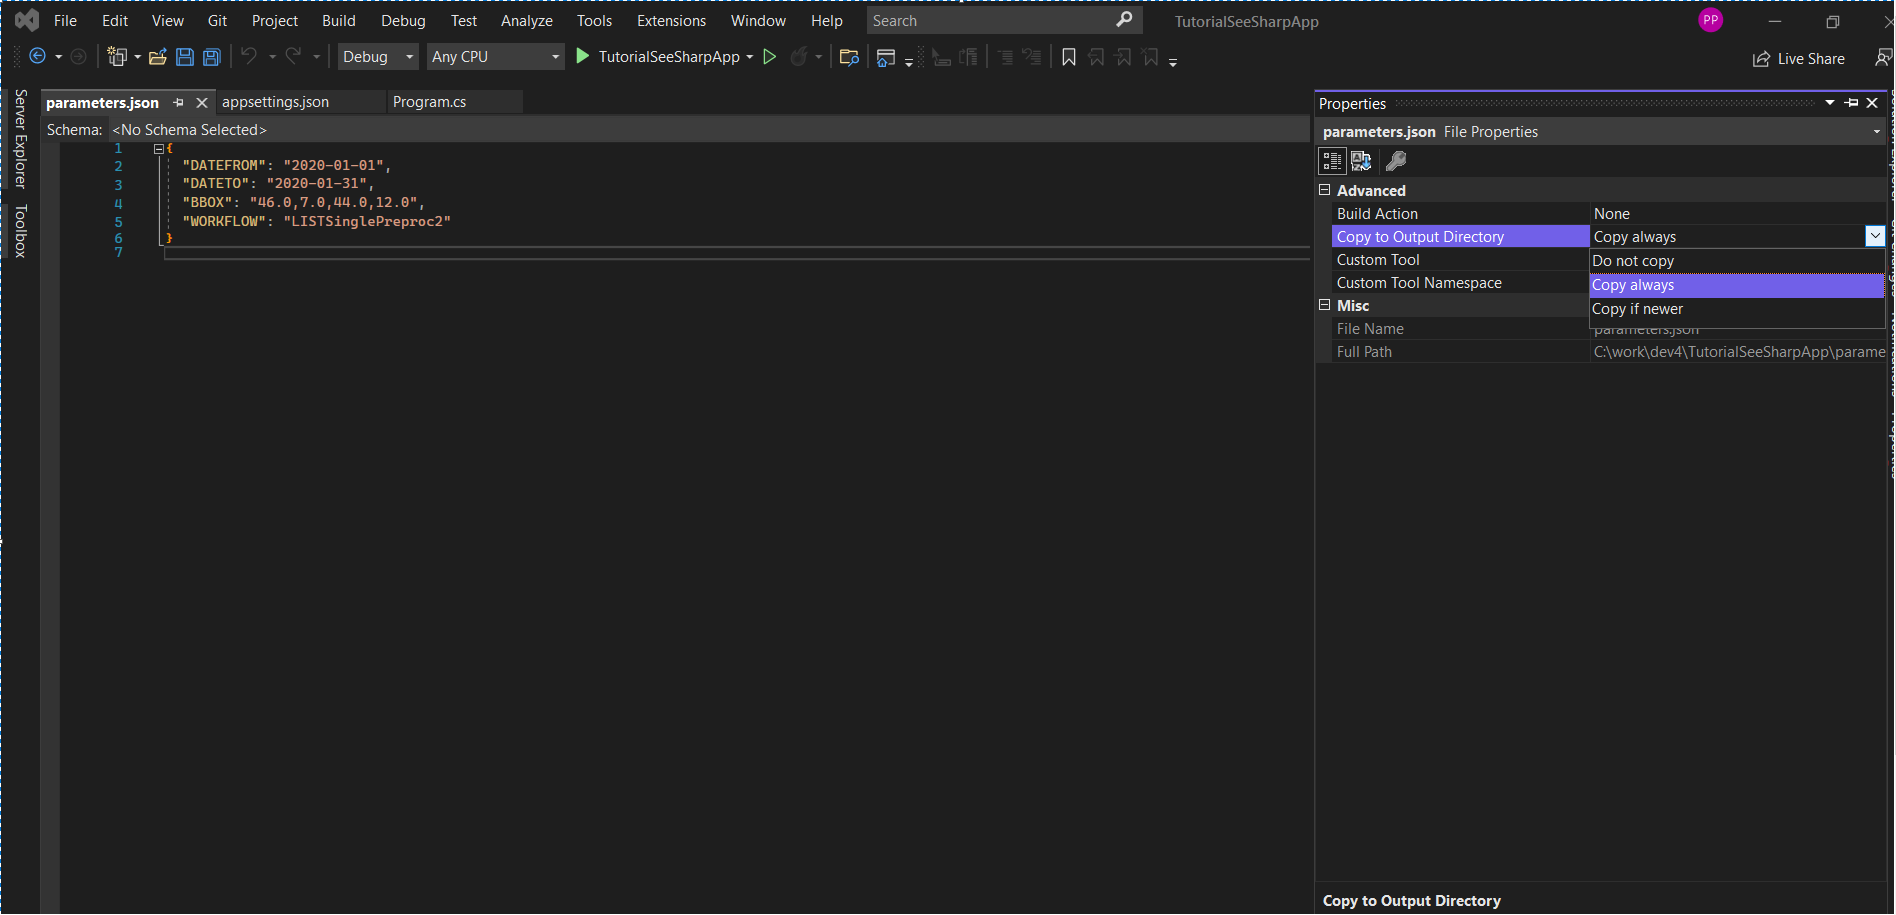 File Edit View Git Project Build Debug Test Analyze Tools Extensions Window Help Search TutorialSeeSharpApp PP
Debug Any CPU TutorialSeeSharpApp Live Share
Server Explorer
Toolbox
parameters.json appsettings.json Program.cs
Schema: <No Schema Selected>
1 {
2 "DATEFROM": "2020-01-01",
3 "DATETO": "2020-01-31",
4 "BBOX": "46.0,7.0,44.0,12.0",
5 "WORKFLOW": "LISTSinglePreproc2"
6 }
7
Properties
parameters.json File Properties
Advanced
Build Action None
Copy to Output Directory Copy always
Custom Tool Do not copy
Copy always
Custom Tool Namespace
Misc Copy if newer
File Name parameters.json
Full Path C:\work\dev4\TutorialSeeSharpApp\parame
Copy to Output Directory